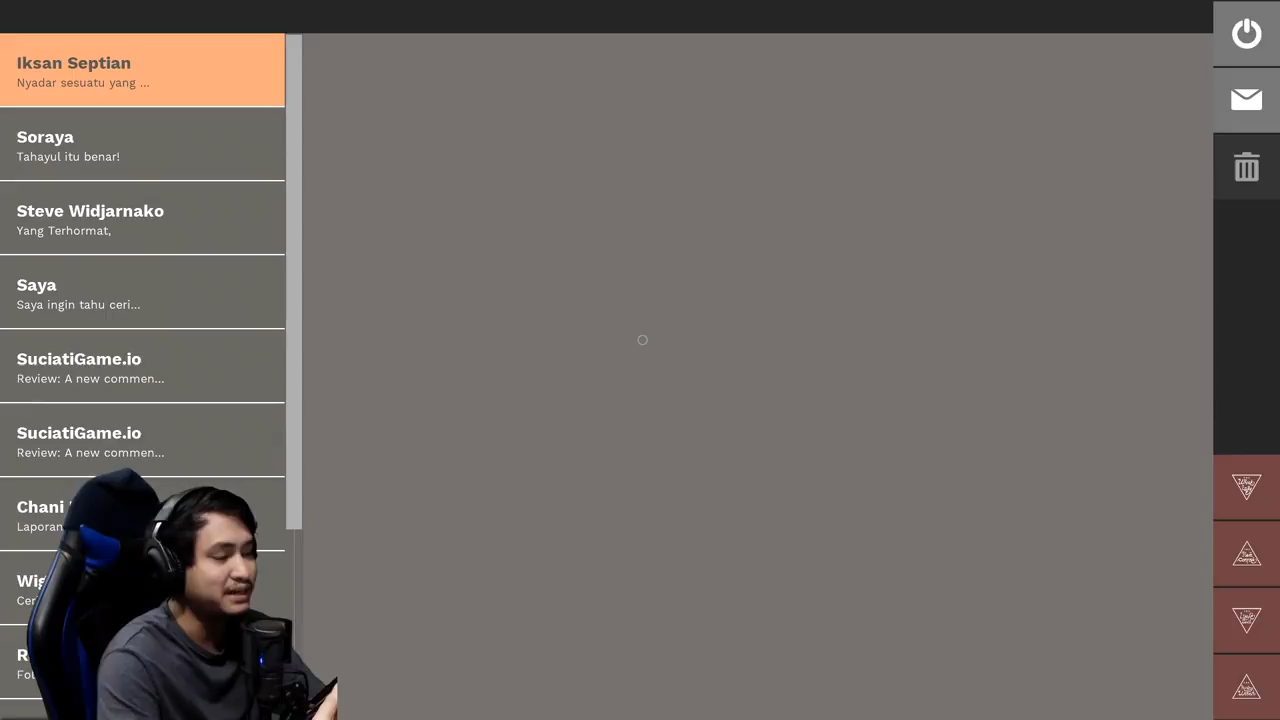 Iksan Septian
Nyadar sesuatu yang ...
Soraya
Tahayul itu benar!
Steve Widjarnako
Yang Terhormat,
Saya
Saya ingin tahu ceri...
SuciatiGame.io
Review: A new commen...
SuciatiGame.io
Review: A new commen...
Chani
Laporan